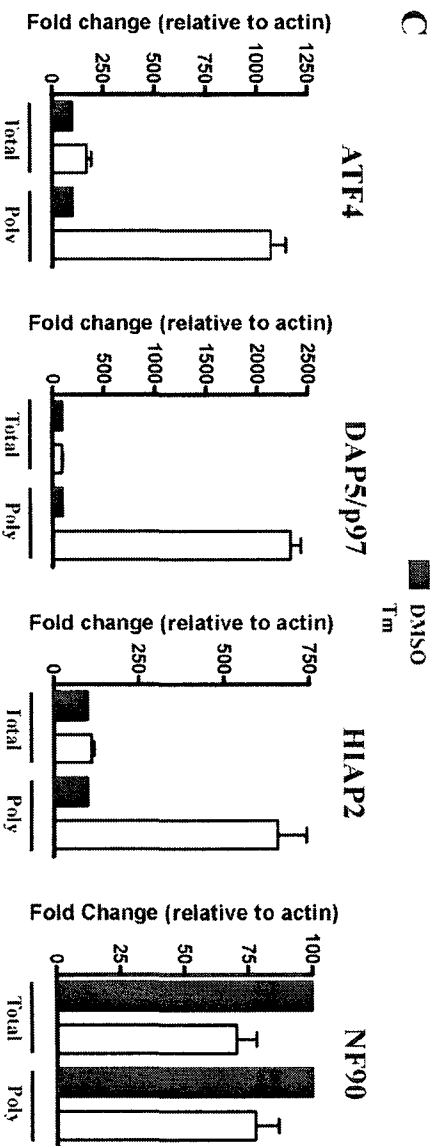 C
DMSO
Tm
ATF4
Fold change (relative to actin)
1250
1000
750
500
250
0
Total
Poly
DAP5/p97
Fold change (relative to actin)
2500
2000
1500
1000
500
0
Total
Poly
HIAP2
Fold change (relative to actin)
750
500
250
0
Total
Poly
NF90
Fold Change (relative to actin)
100
75
50
25
0
Total
Poly